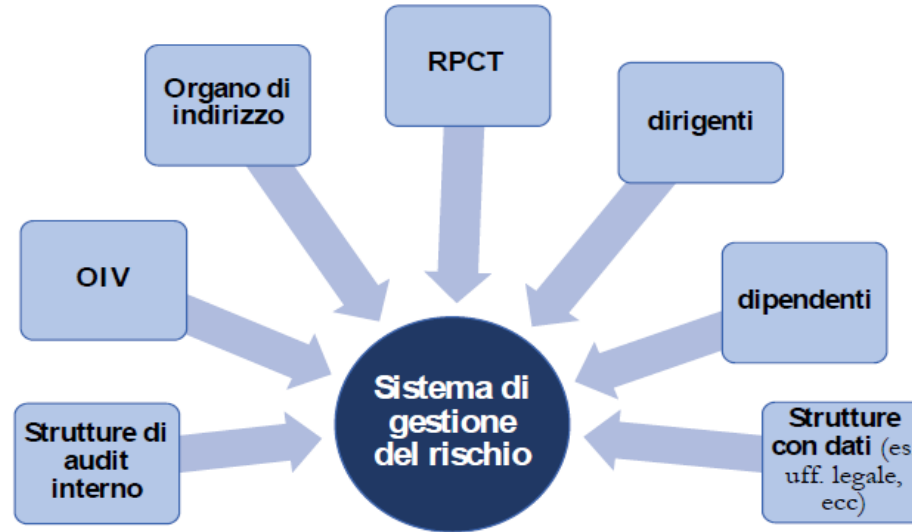 RPCT
Organo di
indirizzo
dirigenti
OIV
dipendenti
Sistema di
gestione
del rischio
Strutture di
audit
interno
Strutture
con dati (es
uff. legale,
ecc)